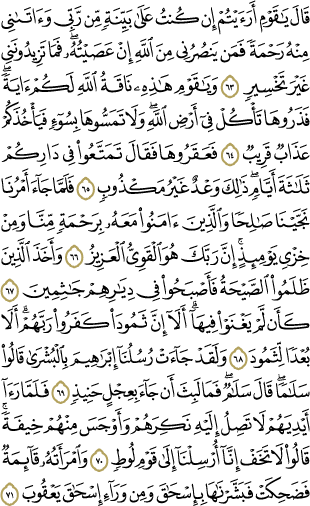 قَالَ يَٰقَوْمِ أَرَءَيْتُمْ إِن كُنتُ عَلَىٰ بَيِّنَةٍ مِّن رَّبِّي وَءَاتَىٰنِي
مِنْهُ رَحْمَةً فَمَن يَنصُرُنِي مِنَ ٱللَّهِ إِنْ عَصَيْتُهُۥ فَمَا تَزِيدُونَنِي
غَيْرَ تَخْسِيرٍ ٦٣ وَيَٰقَوْمِ هَٰذِهِۦ نَاقَةُ ٱللَّهِ لَكُمْ ءَايَةً
فَذَرُوهَا تَأْكُلْ فِيٓ أَرْضِ ٱللَّهِ وَلَا تَمَسُّوهَا بِسُوٓءٍ فَيَأْخُذَكُمْ
عَذَابٌ قَرِيبٌ ٦٤ فَعَقَرُوهَا فَقَالَ تَمَتَّعُوا۟ فِي دَارِكُمْ
ثَلَٰثَةَ أَيَّامٍ ذَٰلِكَ وَعْدٌ غَيْرُ مَكْذُوبٍ ٦٥ فَلَمَّا جَآءَ أَمْرُنَا
نَجَّيْنَا صَٰلِحًا وَٱلَّذِينَ ءَامَنُوا۟ مَعَهُۥ بِرَحْمَةٍ مِّنَّا وَمِنْ
خِزْيِ يَوْمِئِذٍ إِنَّ رَبَّكَ هُوَ ٱلْقَوِيُّ ٱلْعَزِيزُ ٦٦ وَأَخَذَ ٱلَّذِينَ
ظَلَمُوا۟ ٱلصَّيْحَةُ فَأَصْبَحُوا۟ فِي دِيَٰرِهِمْ جَٰثِمِينَ ٦٧
كَأَن لَّمْ يَغْنَوْا۟ فِيهَآ أَلَآ إِنَّ ثَمُودَا۟ كَفَرُوا۟ رَبَّهُمْ أَلَا
بُعْدًا لِّثَمُودَ ٦٨ وَلَقَدْ جَآءَتْ رُسُلُنَآ إِبْرَٰهِيمَ بِٱلْبُشْرَىٰ قَالُوا۟
سَلَٰمًا قَالَ سَلَٰمٌ فَمَا لَبِثَ أَن جَآءَ بِعِجْلٍ حَنِيذٍ ٦٩ فَلَمَّا رَءَآ
أَيْدِيَهُمْ لَا تَصِلُ إِلَيْهِ نَكِرَهُمْ وَأَوْجَسَ مِنْهُمْ خِيفَةً
قَالُوا۟ لَا تَخَفْ إِنَّآ أُرْسِلْنَآ إِلَىٰ قَوْمِ لُوطٍ ٧٠ وَٱمْرَأَتُهُۥ قَآئِمَةٌ
فَضَحِكَتْ فَبَشَّرْنَٰهَا بِإِسْحَٰقَ وَمِن وَرَآءِ إِسْحَٰقَ يَعْقُوبَ ٧١